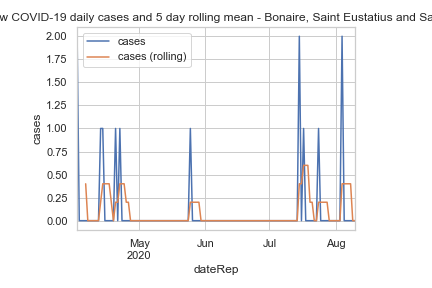 w COVID-19 daily cases and 5 day rolling mean - Bonaire, Saint Eustatius and Sa
cases
cases (rolling)
2.00
1.75
1.50
1.25
1.00
0.75
0.50
0.25
0.00
cases
May
2020
Jun
Jul
Aug
dateRep